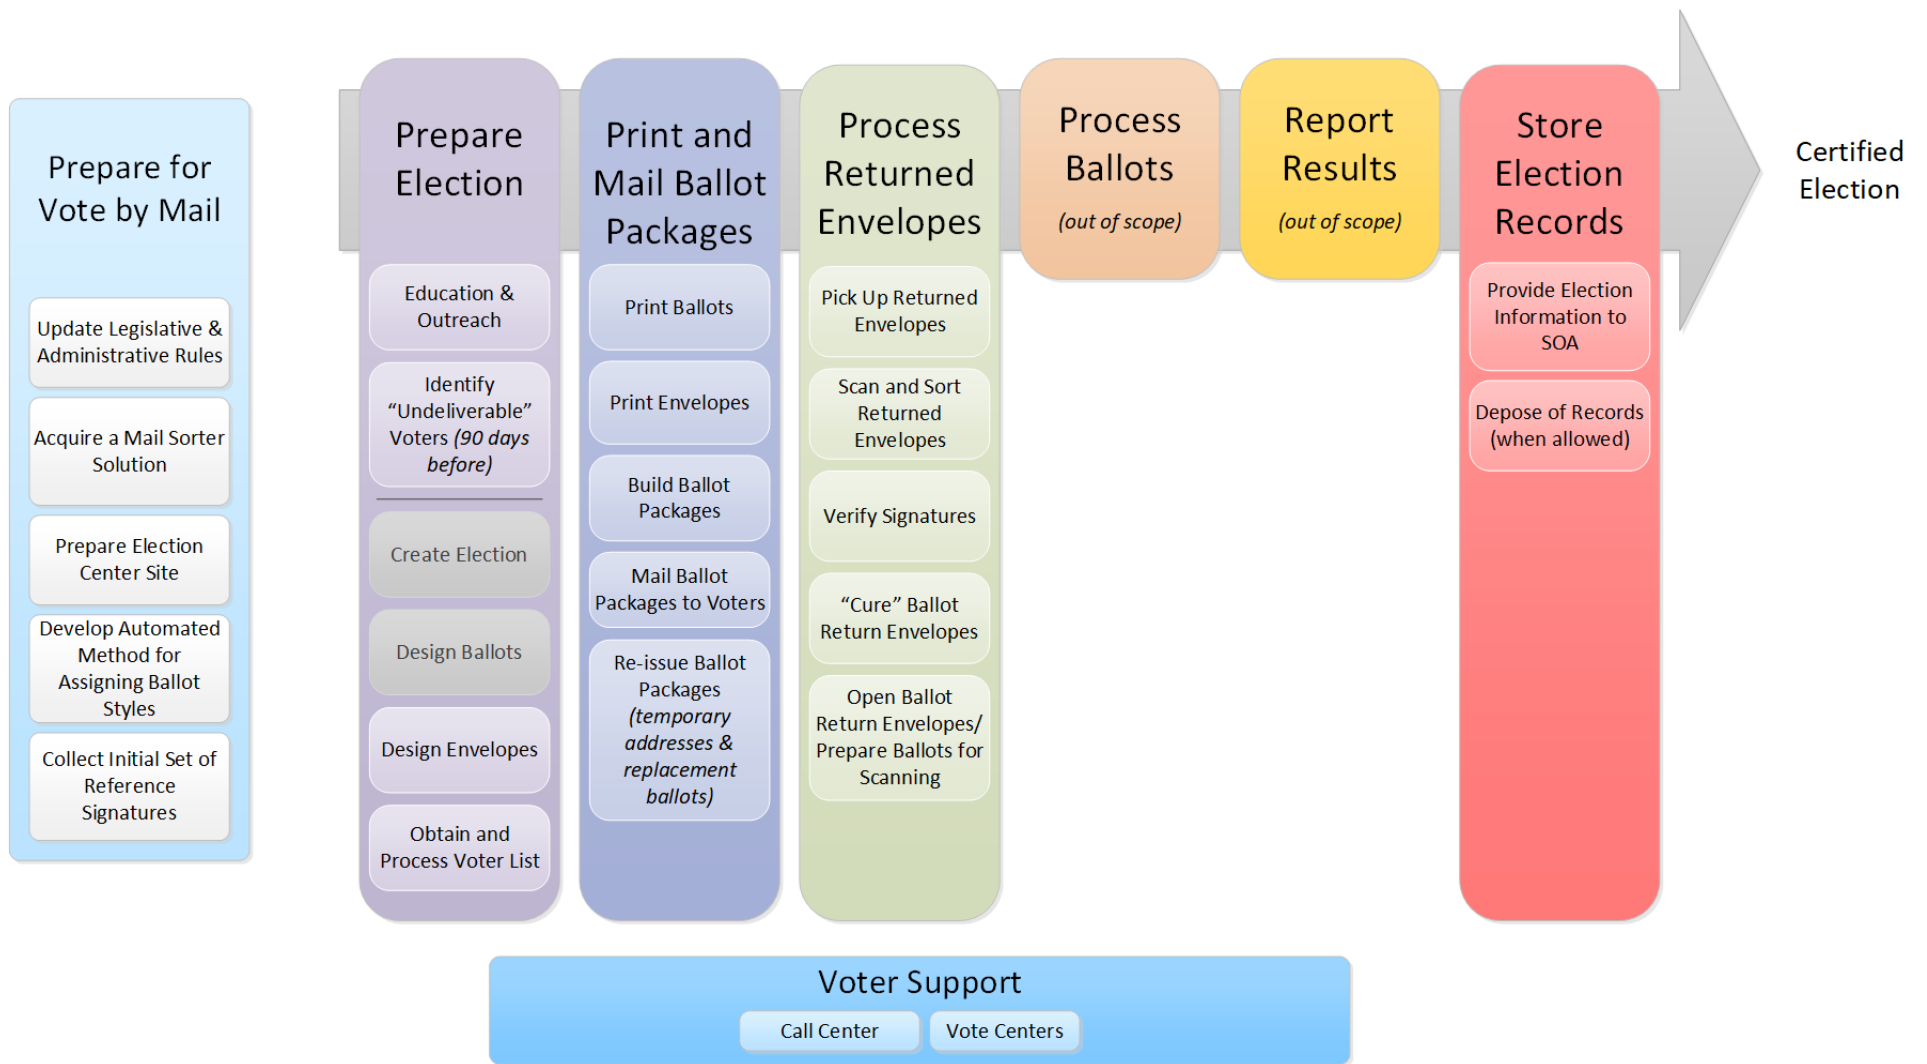 Prepare for
Vote by Mail
Update Legislative &
Administrative Rules
Acquire a Mail Sorter
Solution
Prepare Election
Center Site
Develop Automated
Method for
Assigning Ballot
Styles
Collect Initial Set of
Reference
Signatures
Prepare
Election
Education &
Outreach
Identify
“Undeliverable”
Voters (90 days
before)
Create Election
Design Ballots
Design Envelopes
Obtain and
Process Voter List
Print and
Mail Ballot
Packages
Print Ballots
Print Envelopes
Build Ballot
Packages
Mail Ballot
Packages to Voters
Re-issue Ballot
Packages
(temporary
addresses &
replacement
ballots)
Process
Returned
Envelopes
Pick Up Returned
Envelopes
Scan and Sort
Returned
Envelopes
Verify Signatures
“Cure” Ballot
Return Envelopes
Open Ballot
Return Envelopes/
Prepare Ballots for
Scanning
Process
Ballots
(out of scope)
Report
Results
(out of scope)
Store
Election
Records
Provide Election
Information to
SOA
Depose of Records
(when allowed)
Certified
Election
Voter Support
Call Center
Vote Centers